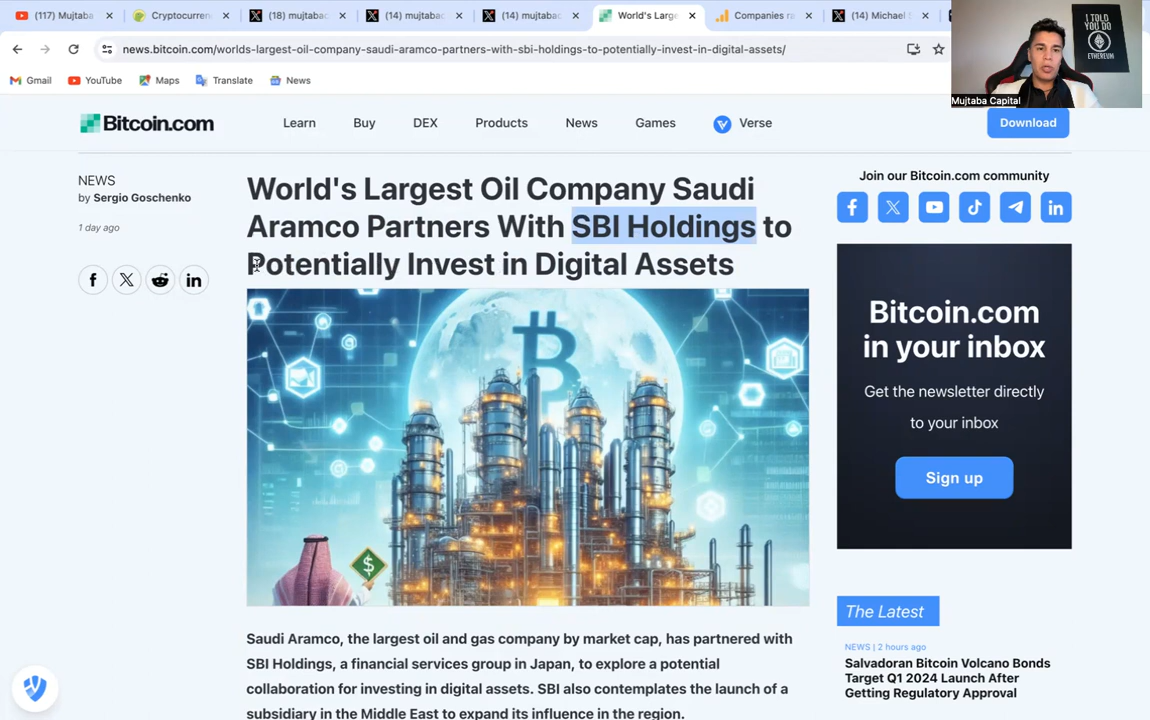 (117) Mujtaba
Cryptocurren
(18) mujtaba
(14) mujtaba
(14) mujtaba
World's Large
Companies ra
(14) Michael
news.bitcoin.com/worlds-largest-oil-company-saudi-aramco-partners-with-sbi-holdings-to-potentially-invest-in-digital-assets/
Gmail
YouTube
Maps
Translate
News
I TOLD
YOU DO
ETHEREUM
Mujtaba Capital
Bitcoin.com
Learn
Buy
DEX
Products
News
Games
Verse
Download
NEWS
by Sergio Goschenko
1 day ago
World's Largest Oil Company Saudi
Aramco Partners With SBI Holdings to
Potentially Invest in Digital Assets
$
Saudi Aramco, the largest oil and gas company by market cap, has partnered with
SBI Holdings, a financial services group in Japan, to explore a potential
collaboration for investing in digital assets. SBI also contemplates the launch of a
subsidiary in the Middle East to expand its influence in the region.
Join our Bitcoin.com community
Bitcoin.com
in your inbox
Get the newsletter directly
to your inbox
Sign up
The Latest
NEWS | 2 hours ago
Salvadoran Bitcoin Volcano Bonds
Target Q1 2024 Launch After
Getting Regulatory Approval